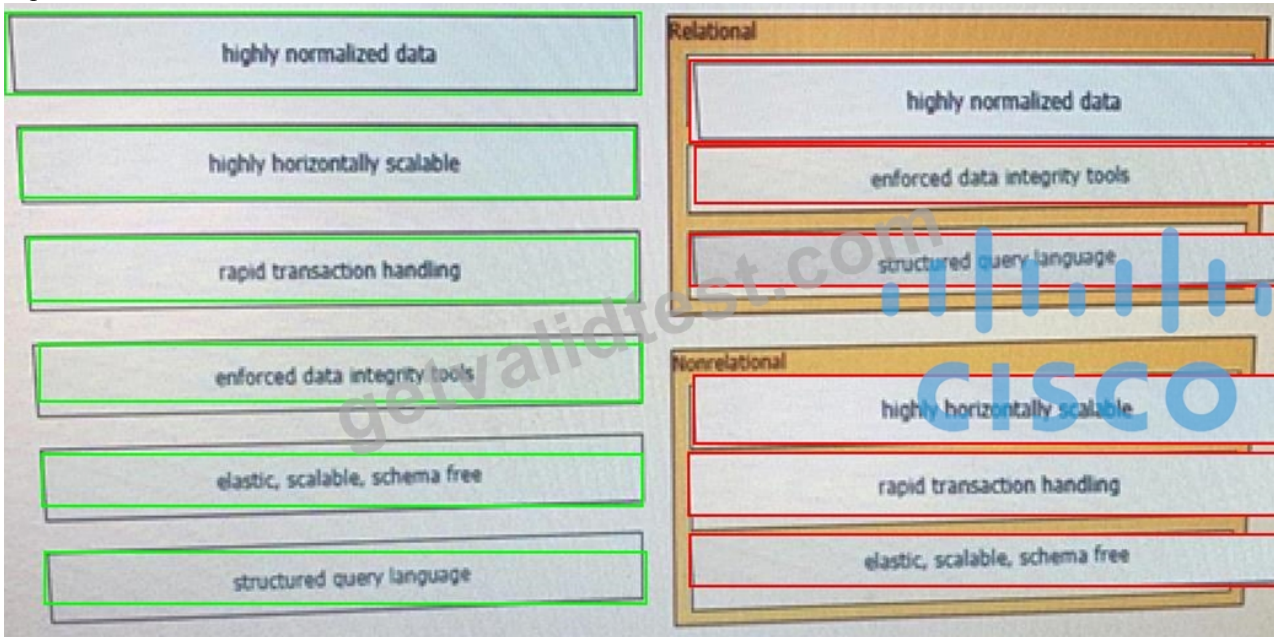 highly normalized data
highly horizontally scalable
rapid transaction handling
enforced data integrity tools
elastic, scalable, schema free
structured query language
Relational
highly normalized data
enforced data integrity tools
structured query language
Nonrelational
highly horizontally scalable
rapid transaction handling
elastic, scalable, schema free
getvalidtest.com
CISCO